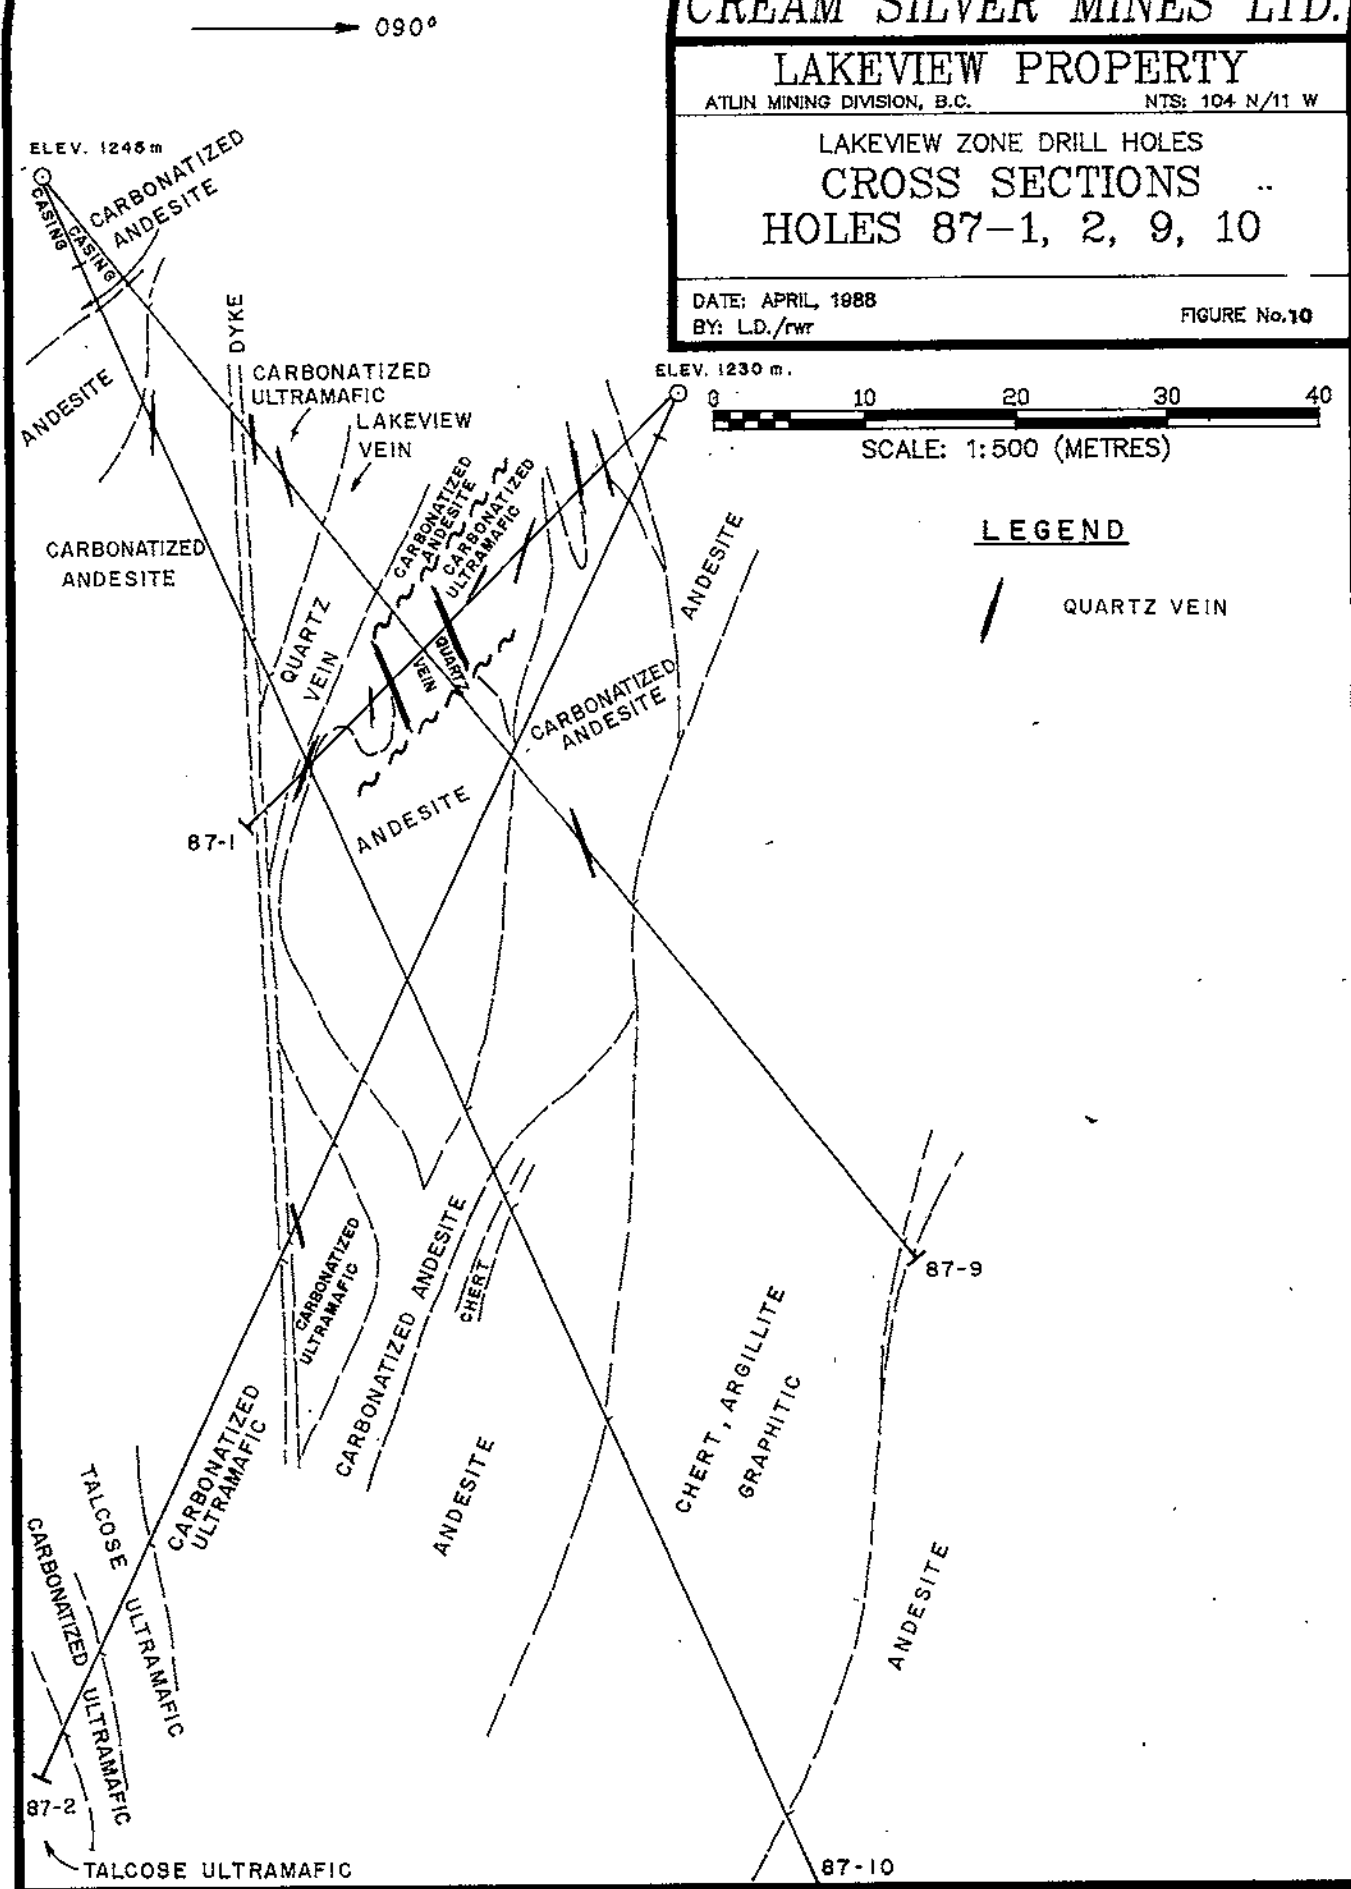 CREAM SILVER MINES LTD.
LAKEVIEW PROPERTY
ATLIN MINING DIVISION, B.C. NTS: 104 N/11 W
LAKEVIEW ZONE DRILL HOLES
CROSS SECTIONS
HOLES 87-1, 2, 9, 10
DATE: APRIL, 1988
BY: L.D./rwr
FIGURE No.10
090°
ELEV. 1246m
CARBONATIZED
ANDESITE
CASING
CASING
ANDESITE
DYKE
CARBONATIZED
ULTRAMAFIC
LAKEVIEW
VEIN
ELEV. 1230 m.
0 10 20 30 40
SCALE: 1:500 (METRES)
LEGEND
QUARTZ VEIN
CARBONATIZED
ANDESITE
CARBONATIZED
ANDESITE
CARBONATIZED
ULTRAMAFIC
ANDESITE
QUARTZ
VEIN
QUARTZ
VEIN
CARBONATIZED
ANDESITE
ANDESITE
87-1
87-9
CARBONATIZED
ULTRAMAFIC
CARBONATIZED ANDESITE
CHERT
CHERT, ARGILLITE
GRAPHITIC
CARBONATIZED
ULTRAMAFIC
ANDESITE
TALCOSE ULTRAMAFIC
CARBONATIZED ULTRAMAFIC
ANDESITE
87-2
TALCOSE ULTRAMAFIC
87-10